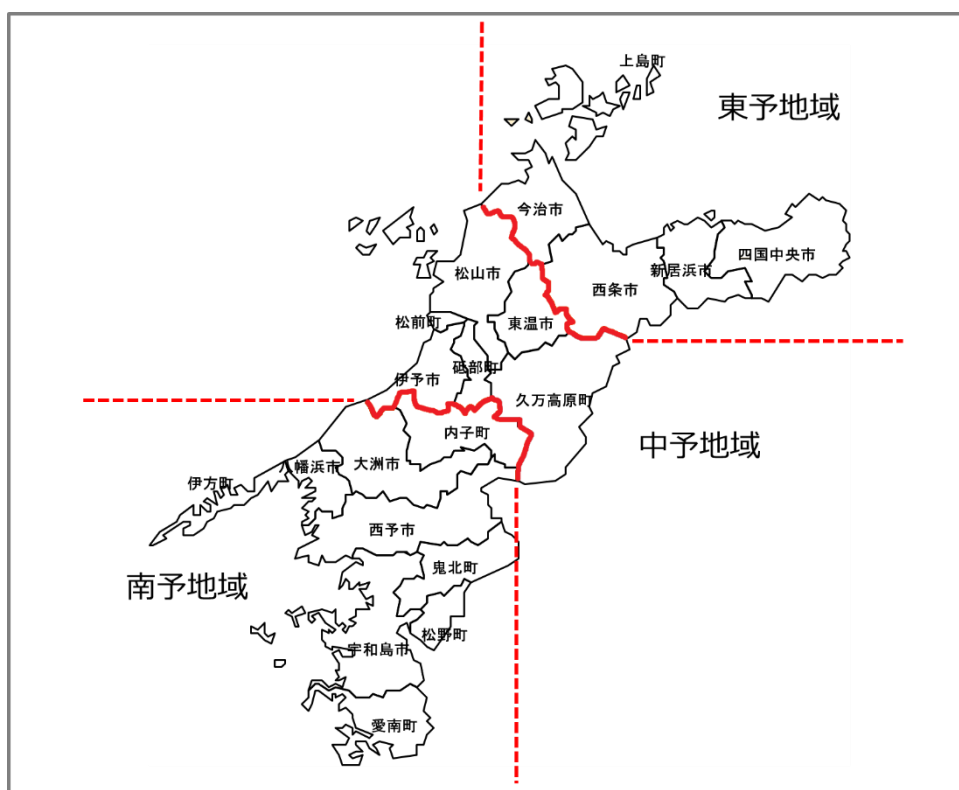 上島町
東予地域
今治市
四国中央市
新居浜市
松山市
西条市
松前町
東温市
砥部町
伊予市
久万高原町
内子町
中予地域
大洲市
八幡浜市
伊方町
西予市
鬼北町
南予地域
松野町
宇和島市
愛南町